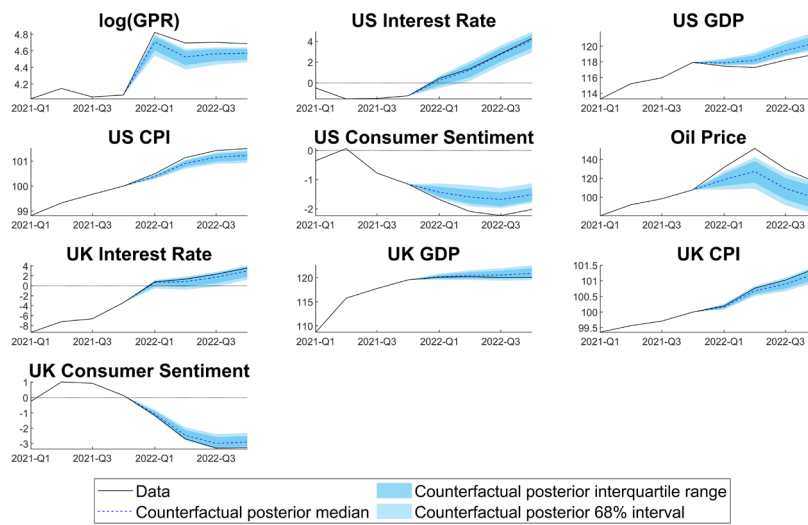 log(GPR)
4.8
4.6
4.4
4.2
2021-Q1
2021-Q3
2022-Q1
2022-Q3
US Interest Rate
4
2
0
2021-Q1
2021-Q3
2022-Q1
2022-Q3
US GDP
120
118
116
114
2021-Q1
2021-Q3
2022-Q1
2022-Q3
US CPI
101
100
99
2021-Q1
2021-Q3
2022-Q1
2022-Q3
US Consumer Sentiment
0
-1
-2
2021-Q1
2021-Q3
2022-Q1
2022-Q3
Oil Price
140
120
100
2021-Q1
2021-Q3
2022-Q1
2022-Q3
UK Interest Rate
4
2
0
-2
-4
-6
-8
2021-Q1
2021-Q3
2022-Q1
2022-Q3
UK GDP
120
115
110
2021-Q1
2021-Q3
2022-Q1
2022-Q3
UK CPI
101.5
101
100.5
100
99.5
2021-Q1
2021-Q3
2022-Q1
2022-Q3
UK Consumer Sentiment
1
0
-1
-2
-3
2021-Q1
2021-Q3
2022-Q1
2022-Q3
Data
Counterfactual posterior median
Counterfactual posterior interquartile range
Counterfactual posterior 68% interval